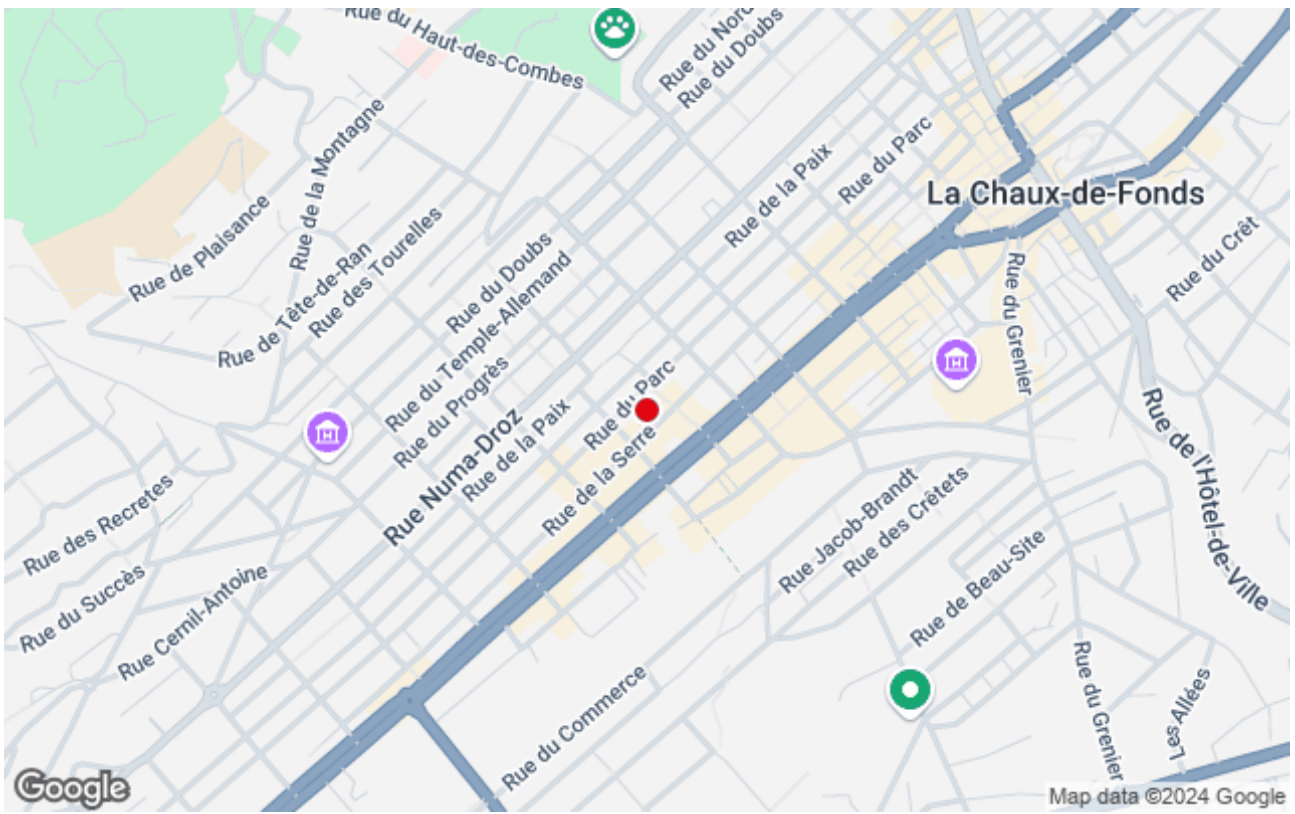 Rue du Haut-des-Combes
Rue du Nord
Rue du Doubs
Rue de la Montagne
Rue du Parc
Rue de la Paix
La Chaux-de-Fonds
Rue de Plaisance
Rue des Tourelles
Rue de Tête-de-Ran
Rue du Doubs
Rue du Temple-Allemand
Rue du Crêt
Rue du Grenier
Rue du Progrès
Rue du Parc
Rue de la Paix
Rue Numa-Droz
Rue de la Serre
Rue de l'Hôtel-de-Ville
Rue des Recretes
Rue Jacob-Brandt
Rue des Crêtets
Rue du Succès
Rue Cernil-Antoine
Rue de Beau-Site
Rue du Commerce
Rue du Grenier
Les Allées
Google
Map data ©2024 Google